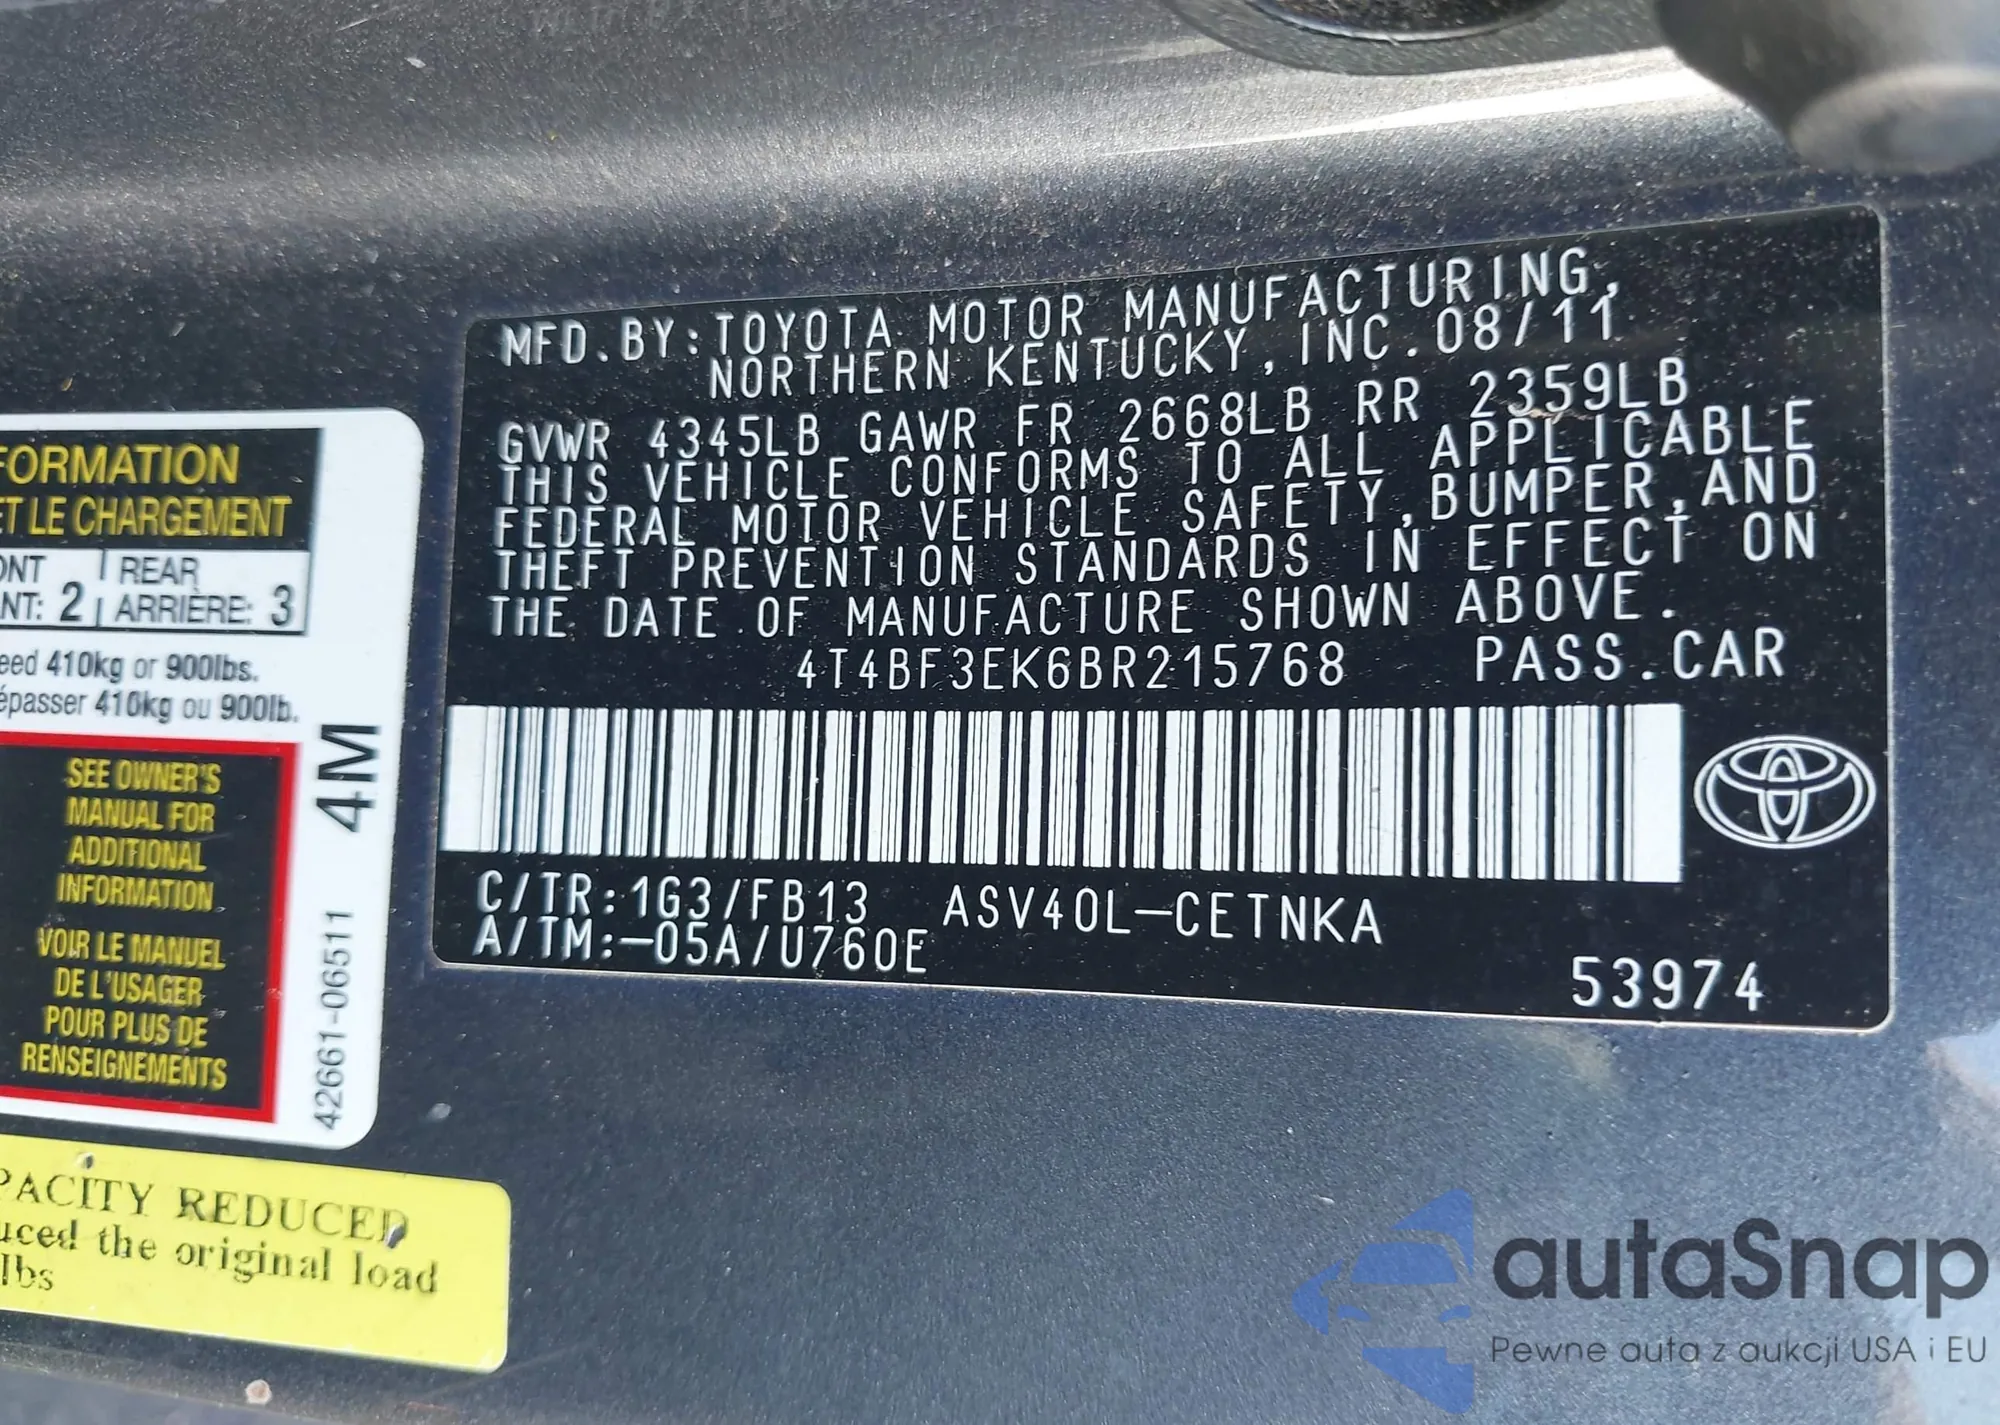 MFD.BY:TOYOTA MOTOR MANUFACTURING,
NORTHERN KENTUCKY, INC.08/11
GVWR 4345LB GAWR FR 2668LB RR 2359LB
THIS VEHICLE CONFORMS TO ALL APPLICABLE
FEDERAL MOTOR VEHICLE SAFETY,BUMPER,AND
THEFT PREVENTION STANDARDS IN EFFECT ON
THE DATE OF MANUFACTURE SHOWN ABOVE.
4T4BF3EK6BR215768 PASS.CAR
C/TR:1G3/FB13 ASV40L-CETNKA
A/TM:-05A/U760E
53974
FORMATION
ET LE CHARGEMENT
ONT REAR
NT: 2 ARRIÈRE: 3
eed 410kg or 900lbs.
épasser 410kg ou 900lb.
SEE OWNER'S
MANUAL FOR
ADDITIONAL
INFORMATION
VOIR LE MANUEL
DE L'USAGER
POUR PLUS DE
RENSEIGNEMENTS
4M
42661-06511
PACITY REDUCED
uced the original load
lbs
autaSnap
Pewne auta z aukcji USA i EU